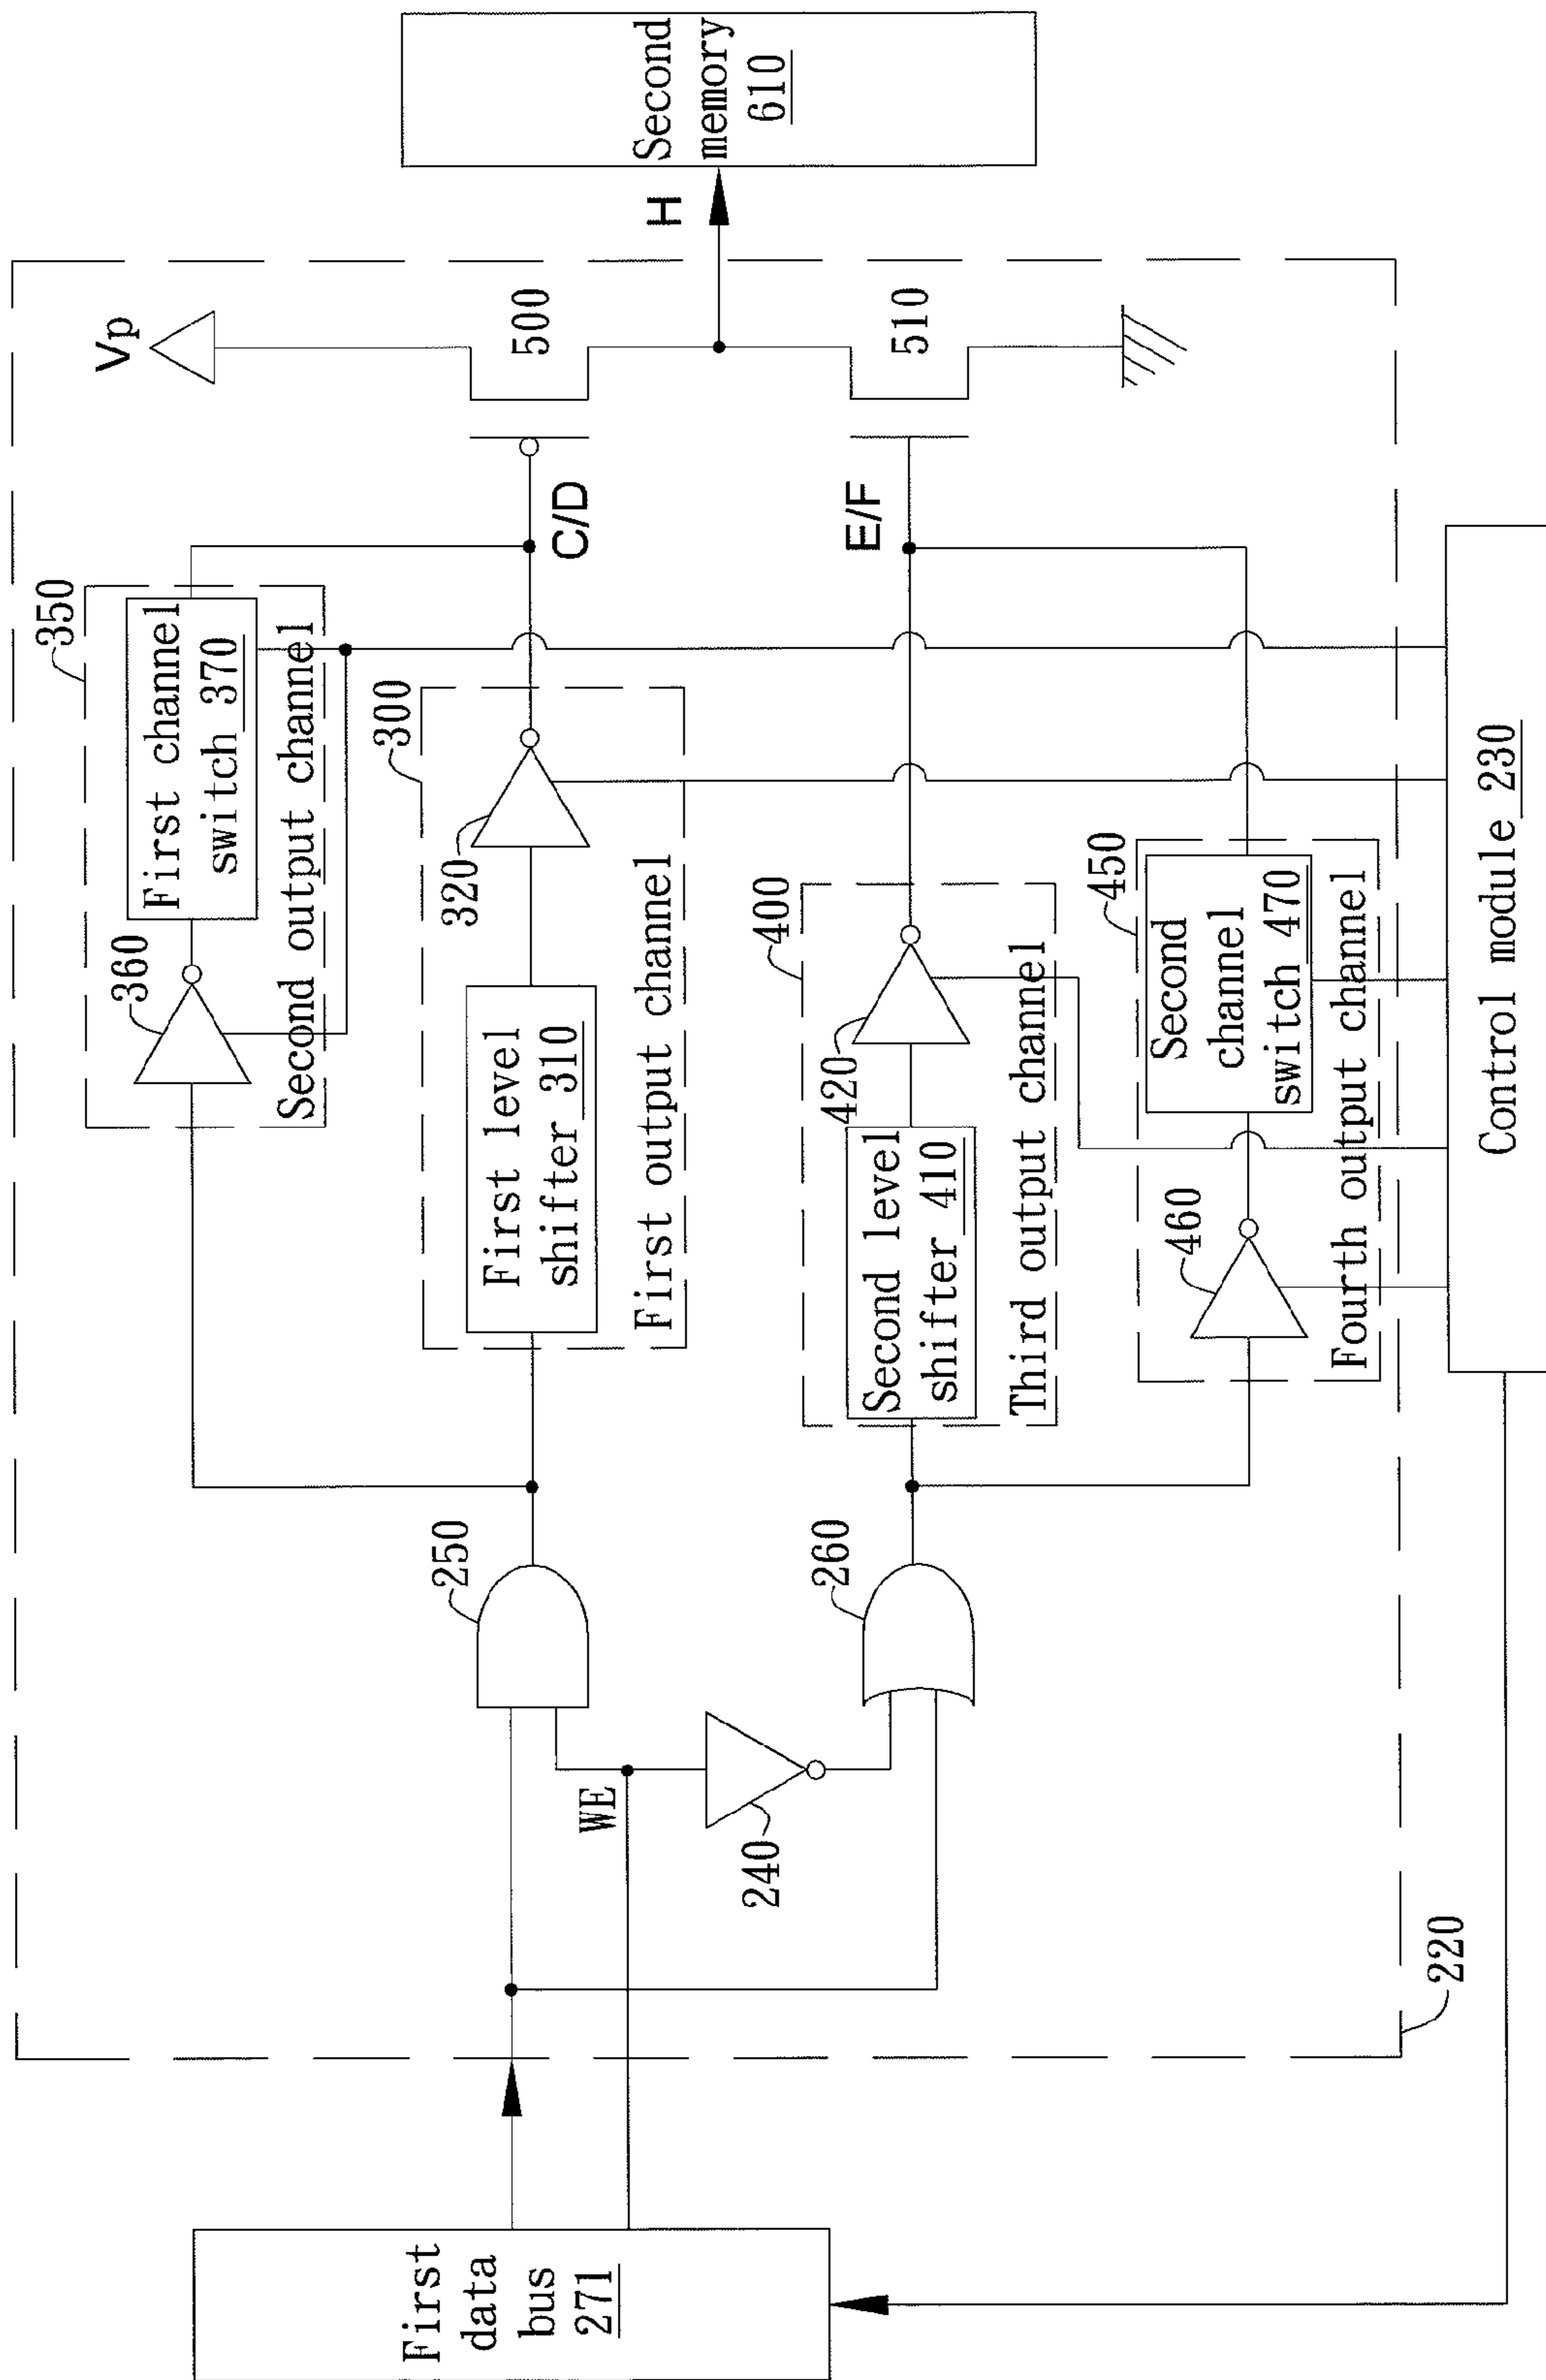 First
data
bus
271
220
WE
240
250
260
350
360
First channel
switch 370
Second output channel
300
320
First level
shifter 310
First output channel
400
420
Second level
shifter 410
Third output channel
450
460
Second
channel
switch 470
Fourth output channel
Control module 230
Vp
C/D
500
E/F
510
H
Second
memory
610